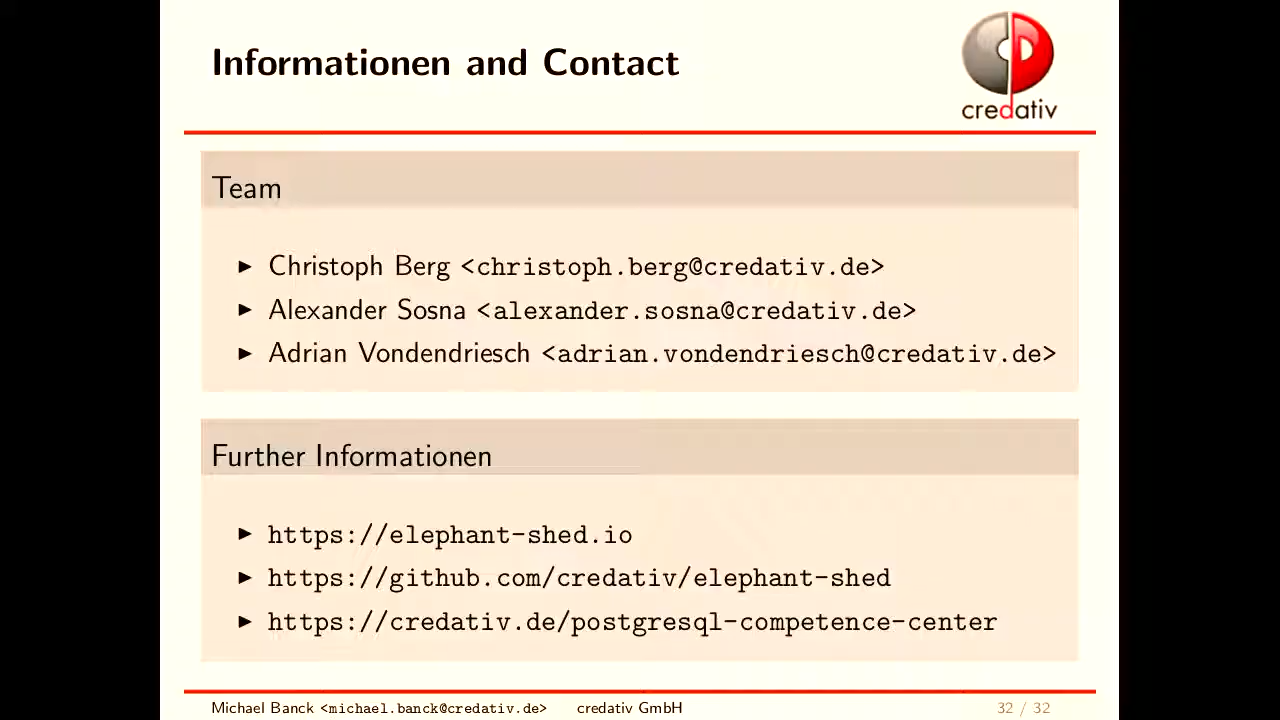 Informationen and Contact
credativ
Team
► Christoph Berg <christoph.berg@credativ.de>
► Alexander Sosna <alexander.sosna@credativ.de>
► Adrian Vondendriesch <adrian.vondendriesch@credativ.de>
Further Informationen
► https://elephant-shed.io
► https://github.com/credativ/elephant-shed
► https://credativ.de/postgresql-competence-center
Michael Banck <michael.banck@credativ.de> credativ GmbH 32 / 32